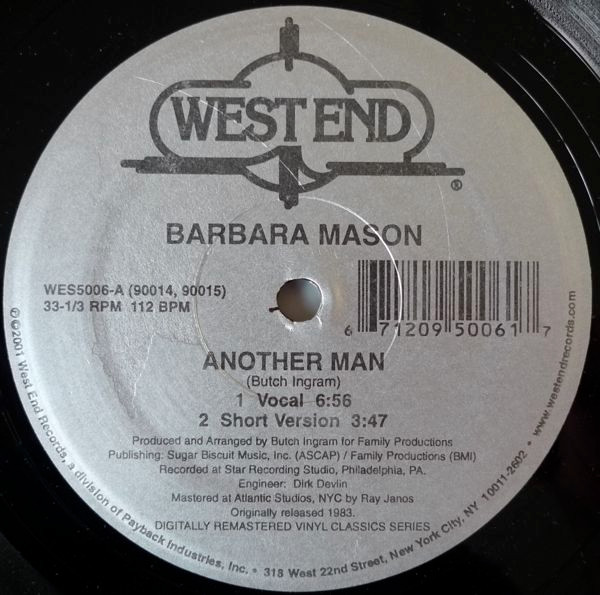 WEST END
®
BARBARA MASON
WES5006-A (90014, 90015)
33-1/3 RPM 112 BPM
6 71209 50061 7
ANOTHER MAN
(Butch Ingram)
1 Vocal 6:56
2 Short Version 3:47
Produced and Arranged by Butch Ingram for Family Productions
Publishing: Sugar Biscuit Music, Inc. (ASCAP) / Family Productions (BMI)
Recorded at Star Recording Studio, Philadelphia, PA.
Engineer: Dirk Devlin
Mastered at Atlantic Studios, NYC by Ray Janos
Originally released 1983.
DIGITALLY REMASTERED VINYL CLASSICS SERIES
℗©2001 West End Records, a division of Payback Industries, Inc. • 318 West 22nd Street, New York City, NY 10011-2602 • www.westendrecords.com